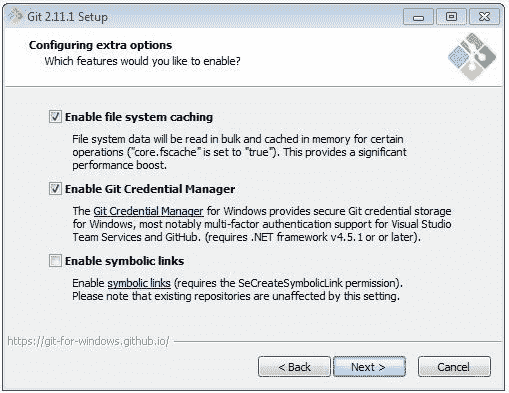 Git 2.11.1 Setup
Configuring extra options
Which features would you like to enable?
Enable file system caching
File system data will be read in bulk and cached in memory for certain
operations ("core.fscache" is set to "true"). This provides a significant
performance boost.
Enable Git Credential Manager
The Git Credential Manager for Windows provides secure Git credential storage
for Windows, most notably multi-factor authentication support for Visual Studio
Team Services and GitHub. (requires .NET framework v4.5.1 or or later).
Enable symbolic links
Enable symbolic links (requires the SeCreateSymbolicLink permission).
Please note that existing repositories are unaffected by this setting.
https://git-for-windows.github.io/
< Back Next > Cancel